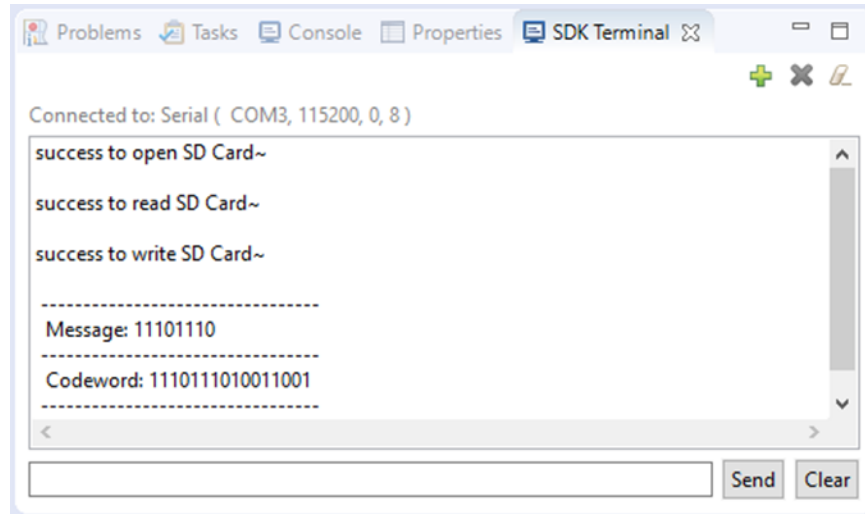 Problems Tasks Console Properties SDK Terminal
Connected to: Serial ( COM3, 115200, 0, 8 )
success to open SD Card~
success to read SD Card~
success to write SD Card~
---------------------------------
Message: 11101110
---------------------------------
Codeword: 1110111010011001
---------------------------------
Send Clear